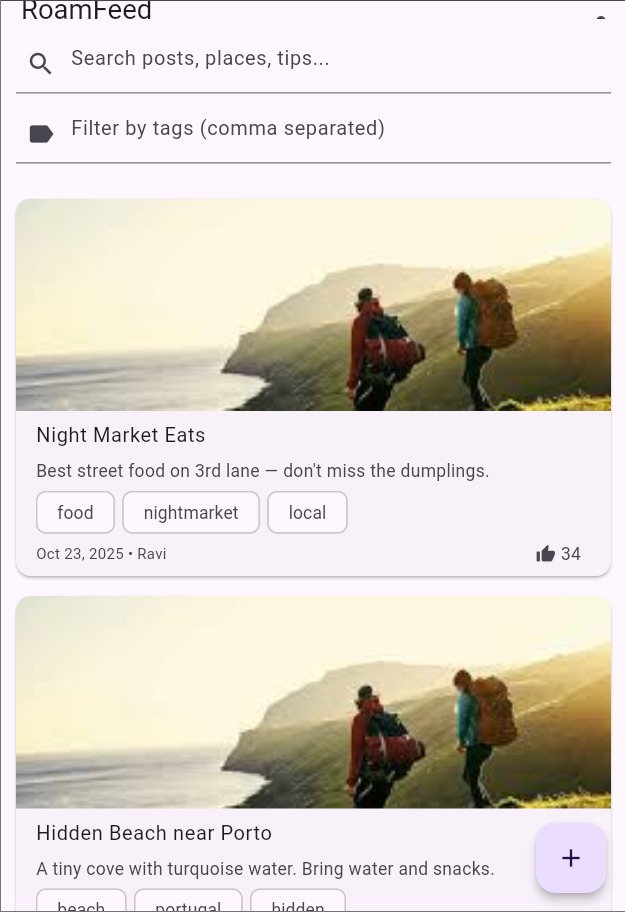 RoamFeed
Search posts, places, tips...
Filter by tags (comma separated)
Night Market Eats
Best street food on 3rd lane — don't miss the dumplings.
food nightmarket local
Oct 23, 2025 • Ravi 34
Hidden Beach near Porto
A tiny cove with turquoise water. Bring water and snacks.
beach portugal hidden